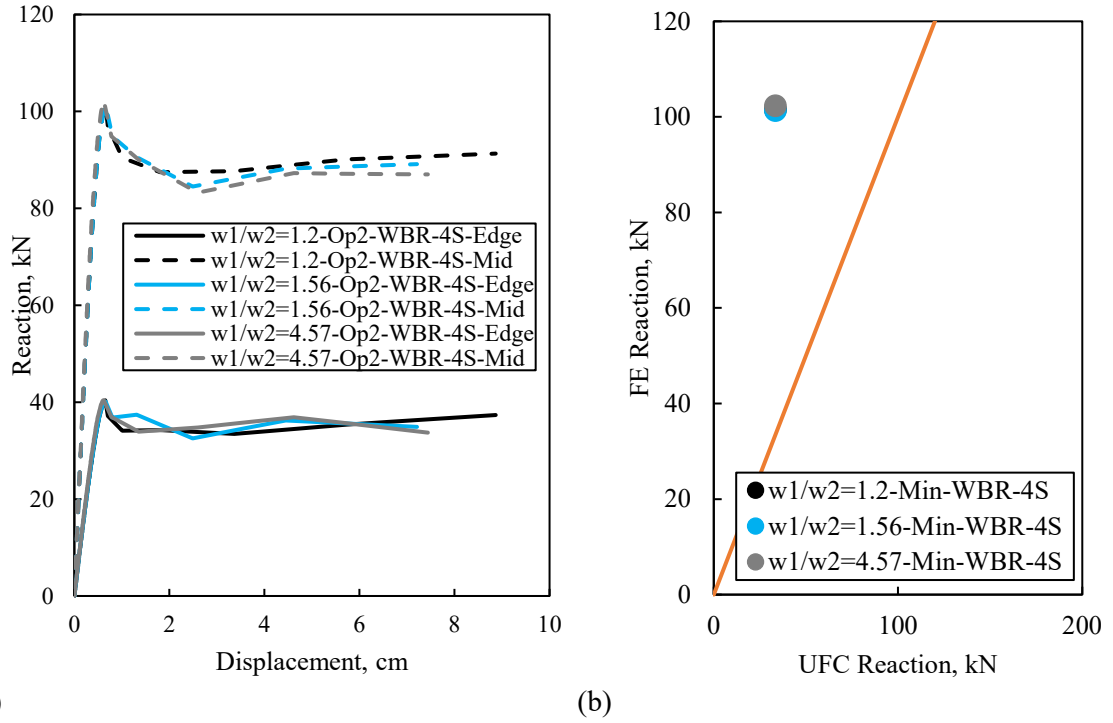 120
100
80
60
40
20
0
Reaction, kN
w1/w2=1.2-Op2-WBR-4S-Edge
w1/w2=1.2-Op2-WBR-4S-Mid
w1/w2=1.56-Op2-WBR-4S-Edge
w1/w2=1.56-Op2-WBR-4S-Mid
w1/w2=4.57-Op2-WBR-4S-Edge
w1/w2=4.57-Op2-WBR-4S-Mid
0 2 4 6 8 10
Displacement, cm
)
120
100
80
60
40
20
0
FE Reaction, kN
w1/w2=1.2-Min-WBR-4S
w1/w2=1.56-Min-WBR-4S
w1/w2=4.57-Min-WBR-4S
0 100 200
UFC Reaction, kN
(b)